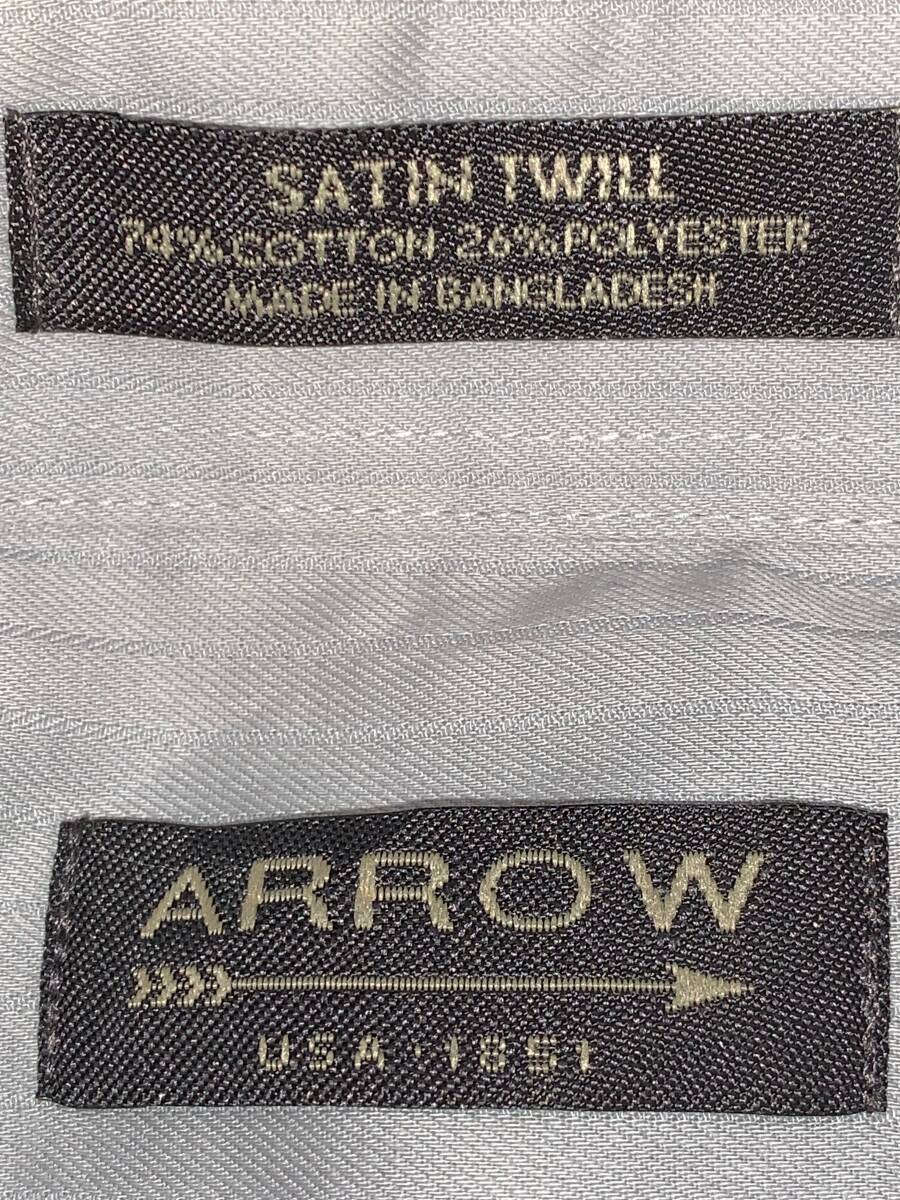 SATIN TWILL
74% COTTON 26% POLYESTER
MADE IN BANGLADESH
ARROW
USA · 1851